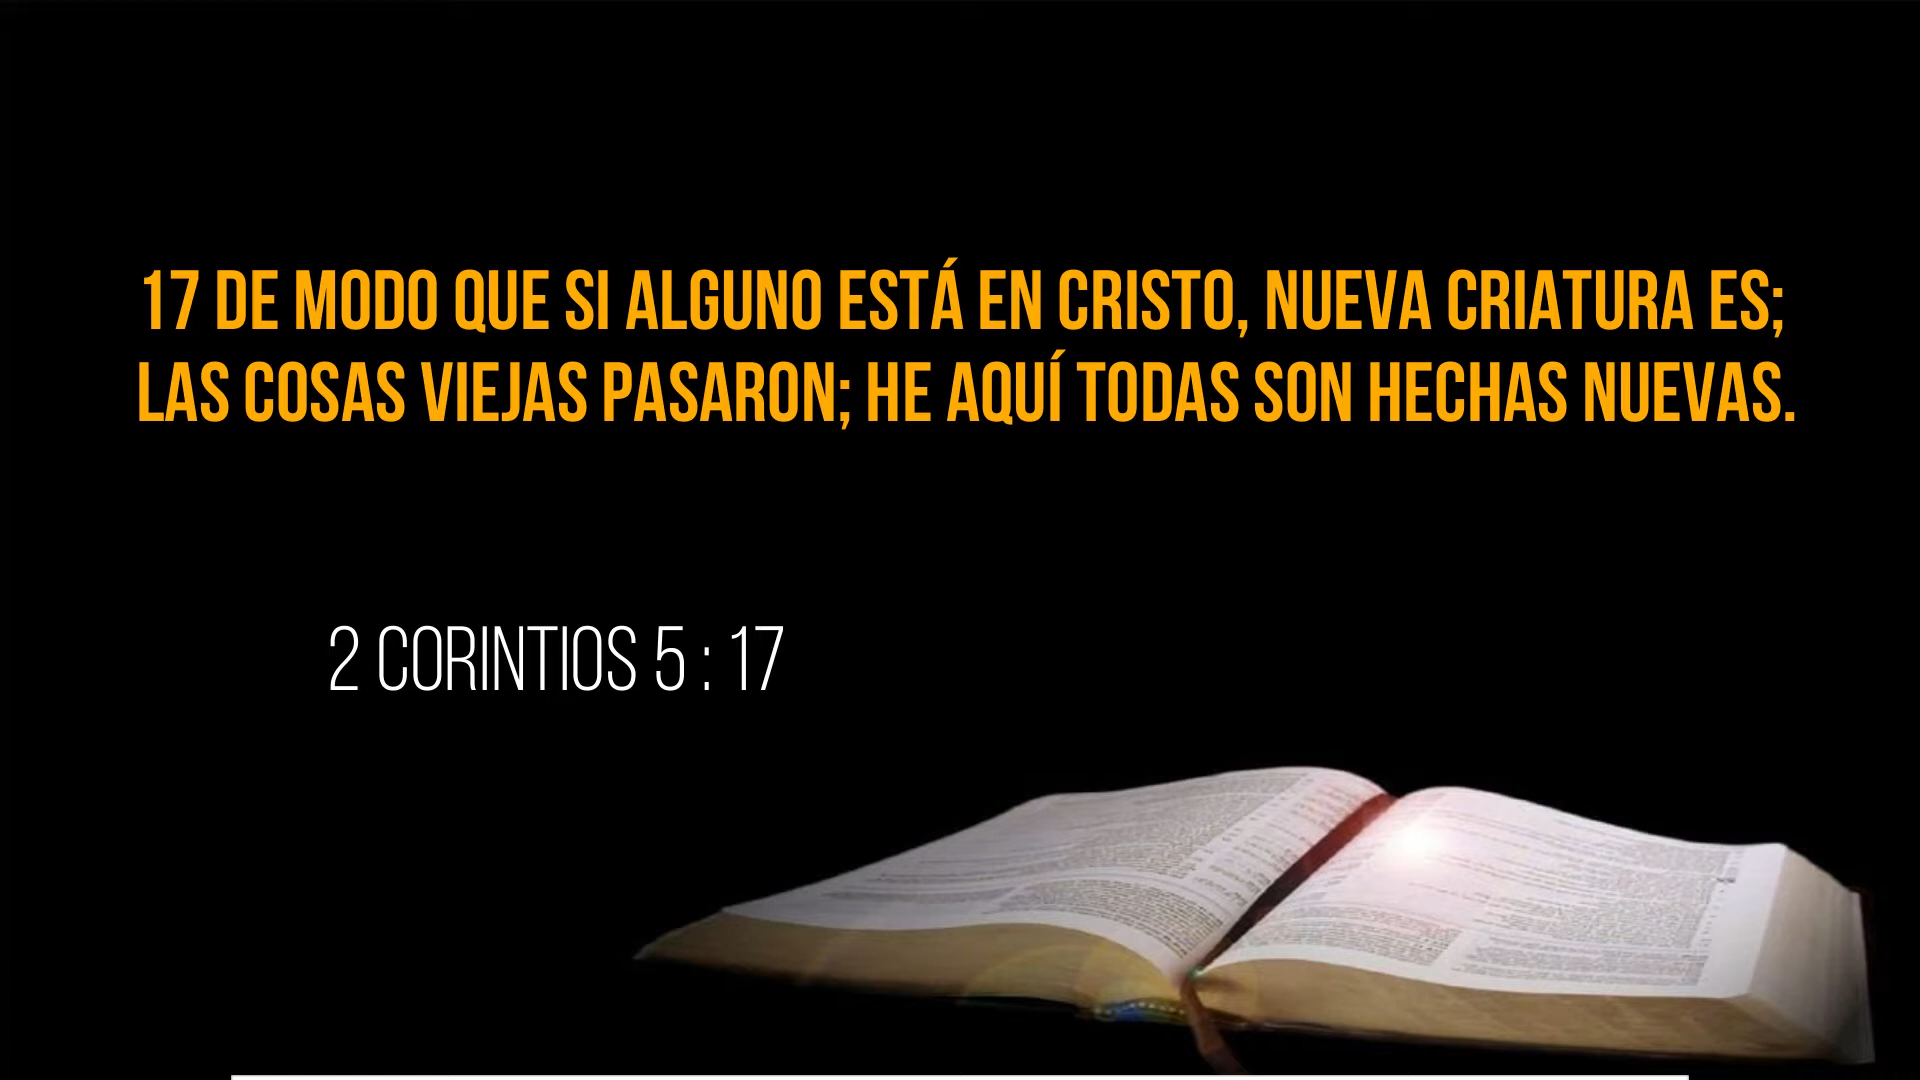 17 DE MODO QUE SI ALGUNO ESTÁ EN CRISTO, NUEVA CRIATURA ES;
LAS COSAS VIEJAS PASARON; HE AQUÍ TODAS SON HECHAS NUEVAS.
2 CORINTIOS 5 : 17